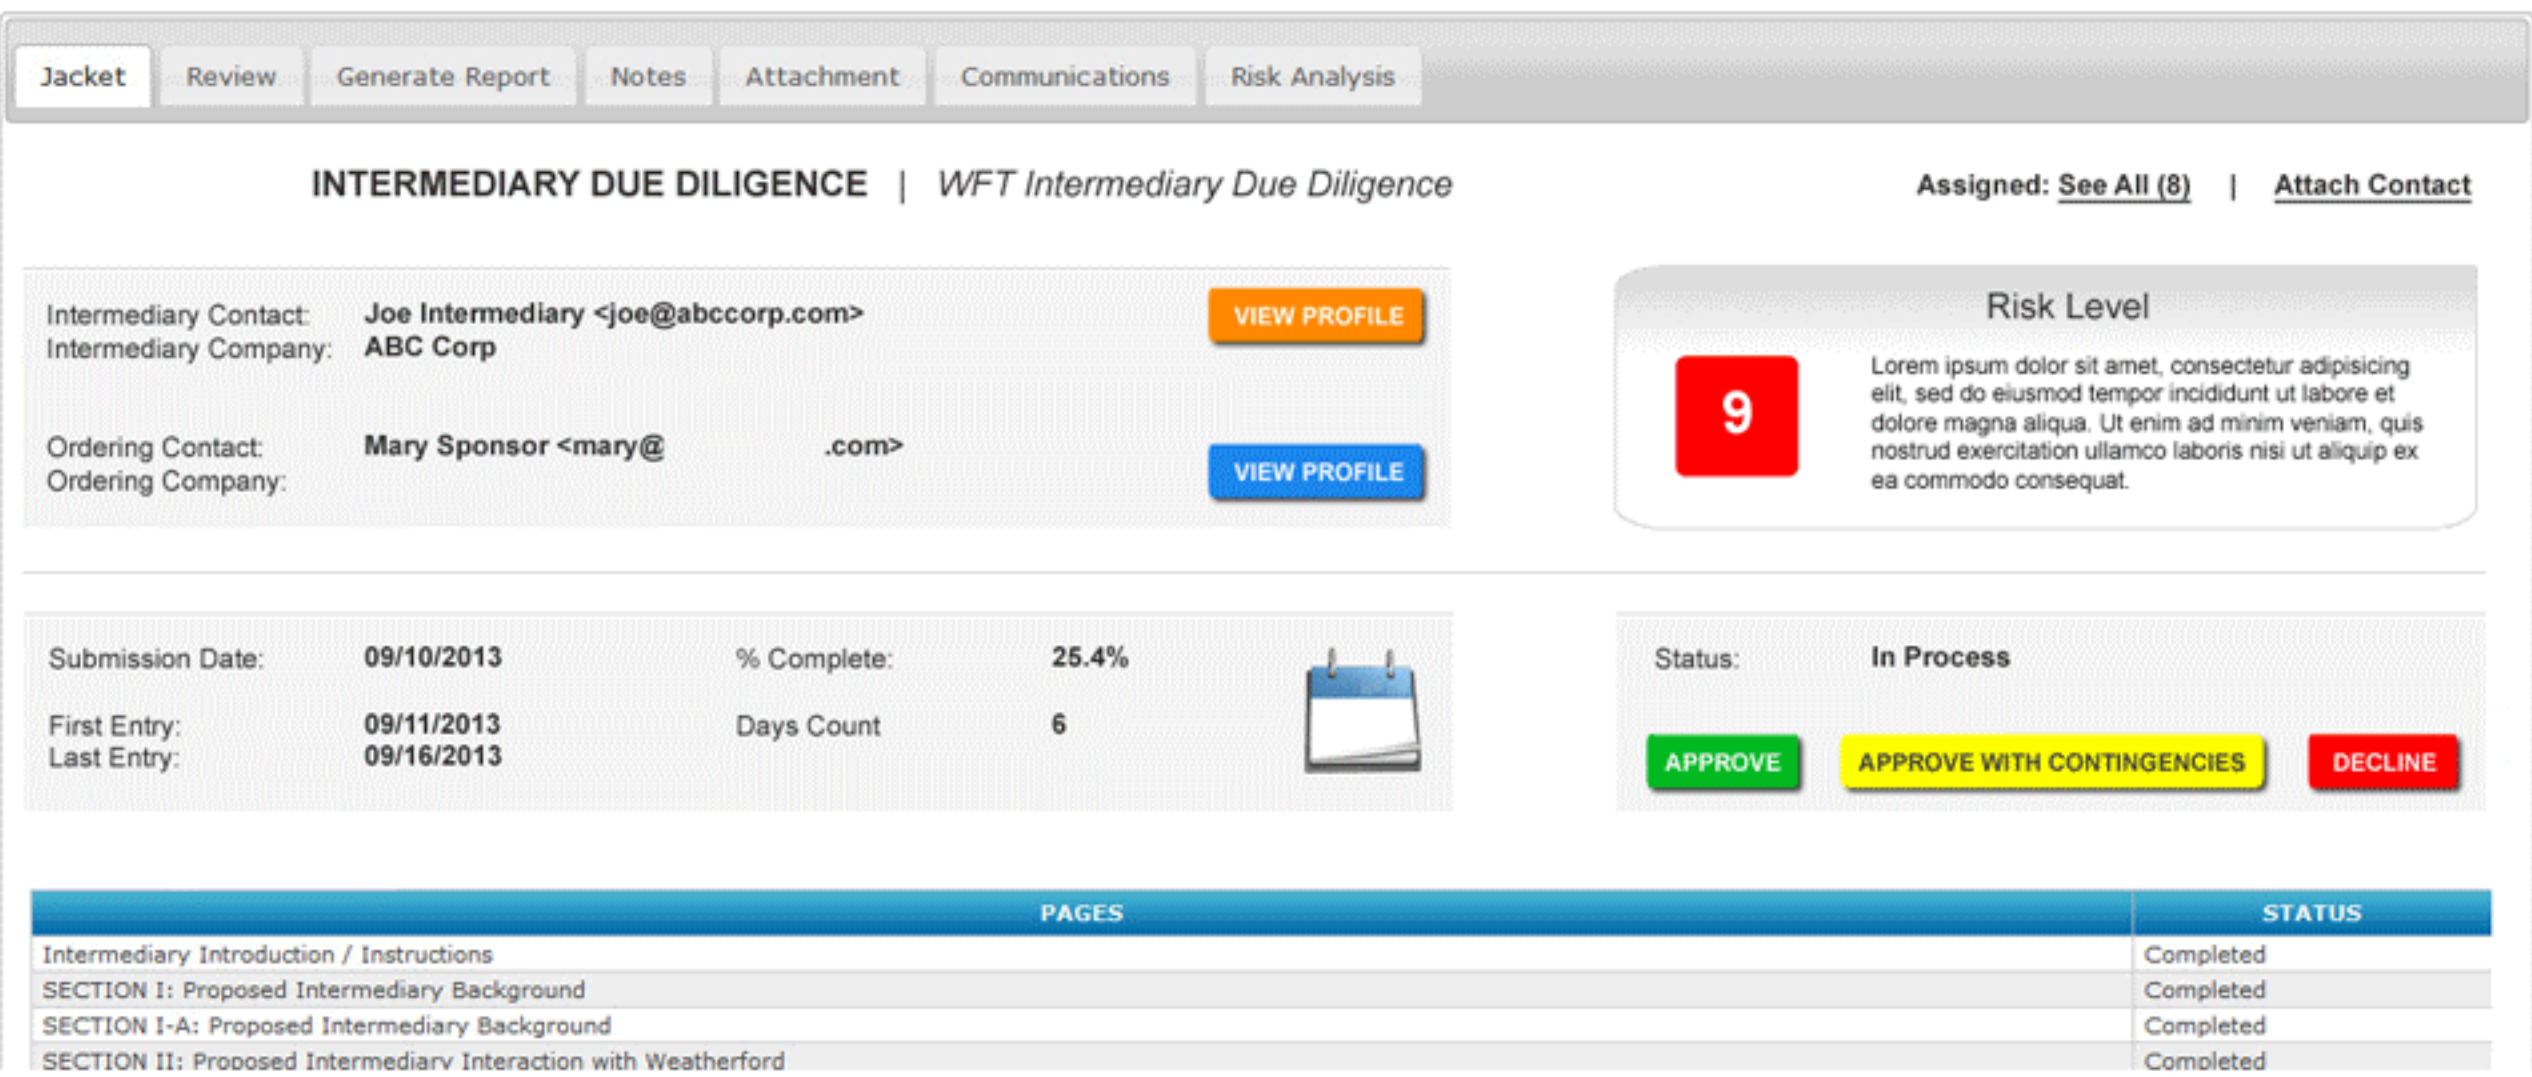 Jacket Review Generate Report Notes Attachment Communications Risk Analysis
INTERMEDIARY DUE DILIGENCE | WFT Intermediary Due Diligence
Assigned: See All (8) | Attach Contact
Intermediary Contact: Joe Intermediary <joe@abccorp.com>
Intermediary Company: ABC Corp
VIEW PROFILE
Ordering Contact: Mary Sponsor <mary@ .com>
Ordering Company:
VIEW PROFILE
Risk Level
9
Lorem ipsum dolor sit amet, consectetur adipisicing
elit, sed do eiusmod tempor incididunt ut labore et
dolore magna aliqua. Ut enim ad minim veniam, quis
nostrud exercitation ullamco laboris nisi ut aliquip ex
ea commodo consequat.
Submission Date: 09/10/2013 % Complete: 25.4%
First Entry: 09/11/2013 Days Count 6
Last Entry: 09/16/2013
Status: In Process
APPROVE APPROVE WITH CONTINGENCIES DECLINE
PAGES STATUS
Intermediary Introduction / Instructions Completed
SECTION I: Proposed Intermediary Background Completed
SECTION I-A: Proposed Intermediary Background Completed
SECTION II: Proposed Intermediary Interaction with Weatherford Completed